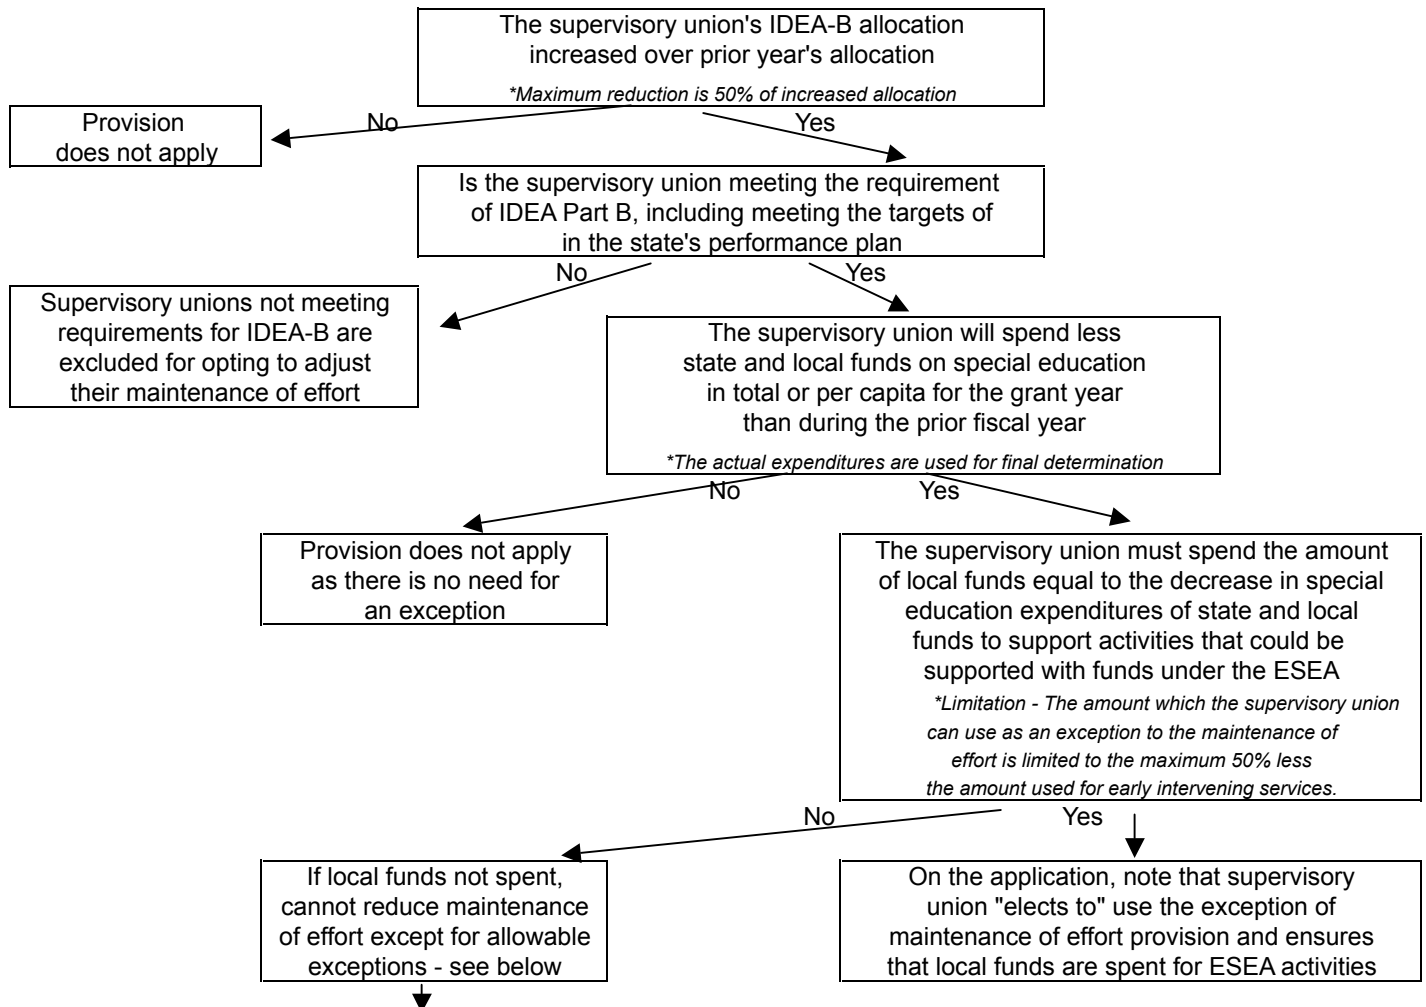 The supervisory union's IDEA-B allocation
increased over prior year's allocation
*Maximum reduction is 50% of increased allocation
No
Yes
Provision
does not apply
Is the supervisory union meeting the requirement
of IDEA Part B, including meeting the targets of
in the state's performance plan
No
Yes
Supervisory unions not meeting
requirements for IDEA-B are
excluded for opting to adjust
their maintenance of effort
The supervisory union will spend less
state and local funds on special education
in total or per capita for the grant year
than during the prior fiscal year
*The actual expenditures are used for final determination
No
Yes
Provision does not apply
as there is no need for
an exception
The supervisory union must spend the amount
of local funds equal to the decrease in special
education expenditures of state and local
funds to support activities that could be
supported with funds under the ESEA
*Limitation - The amount which the supervisory union
can use as an exception to the maintenance of
effort is limited to the maximum 50% less
the amount used for early intervening services.
No
Yes
If local funds not spent,
cannot reduce maintenance
of effort except for allowable
exceptions - see below
On the application, note that supervisory
union "elects to" use the exception of
maintenance of effort provision and ensures
that local funds are spent for ESEA activities